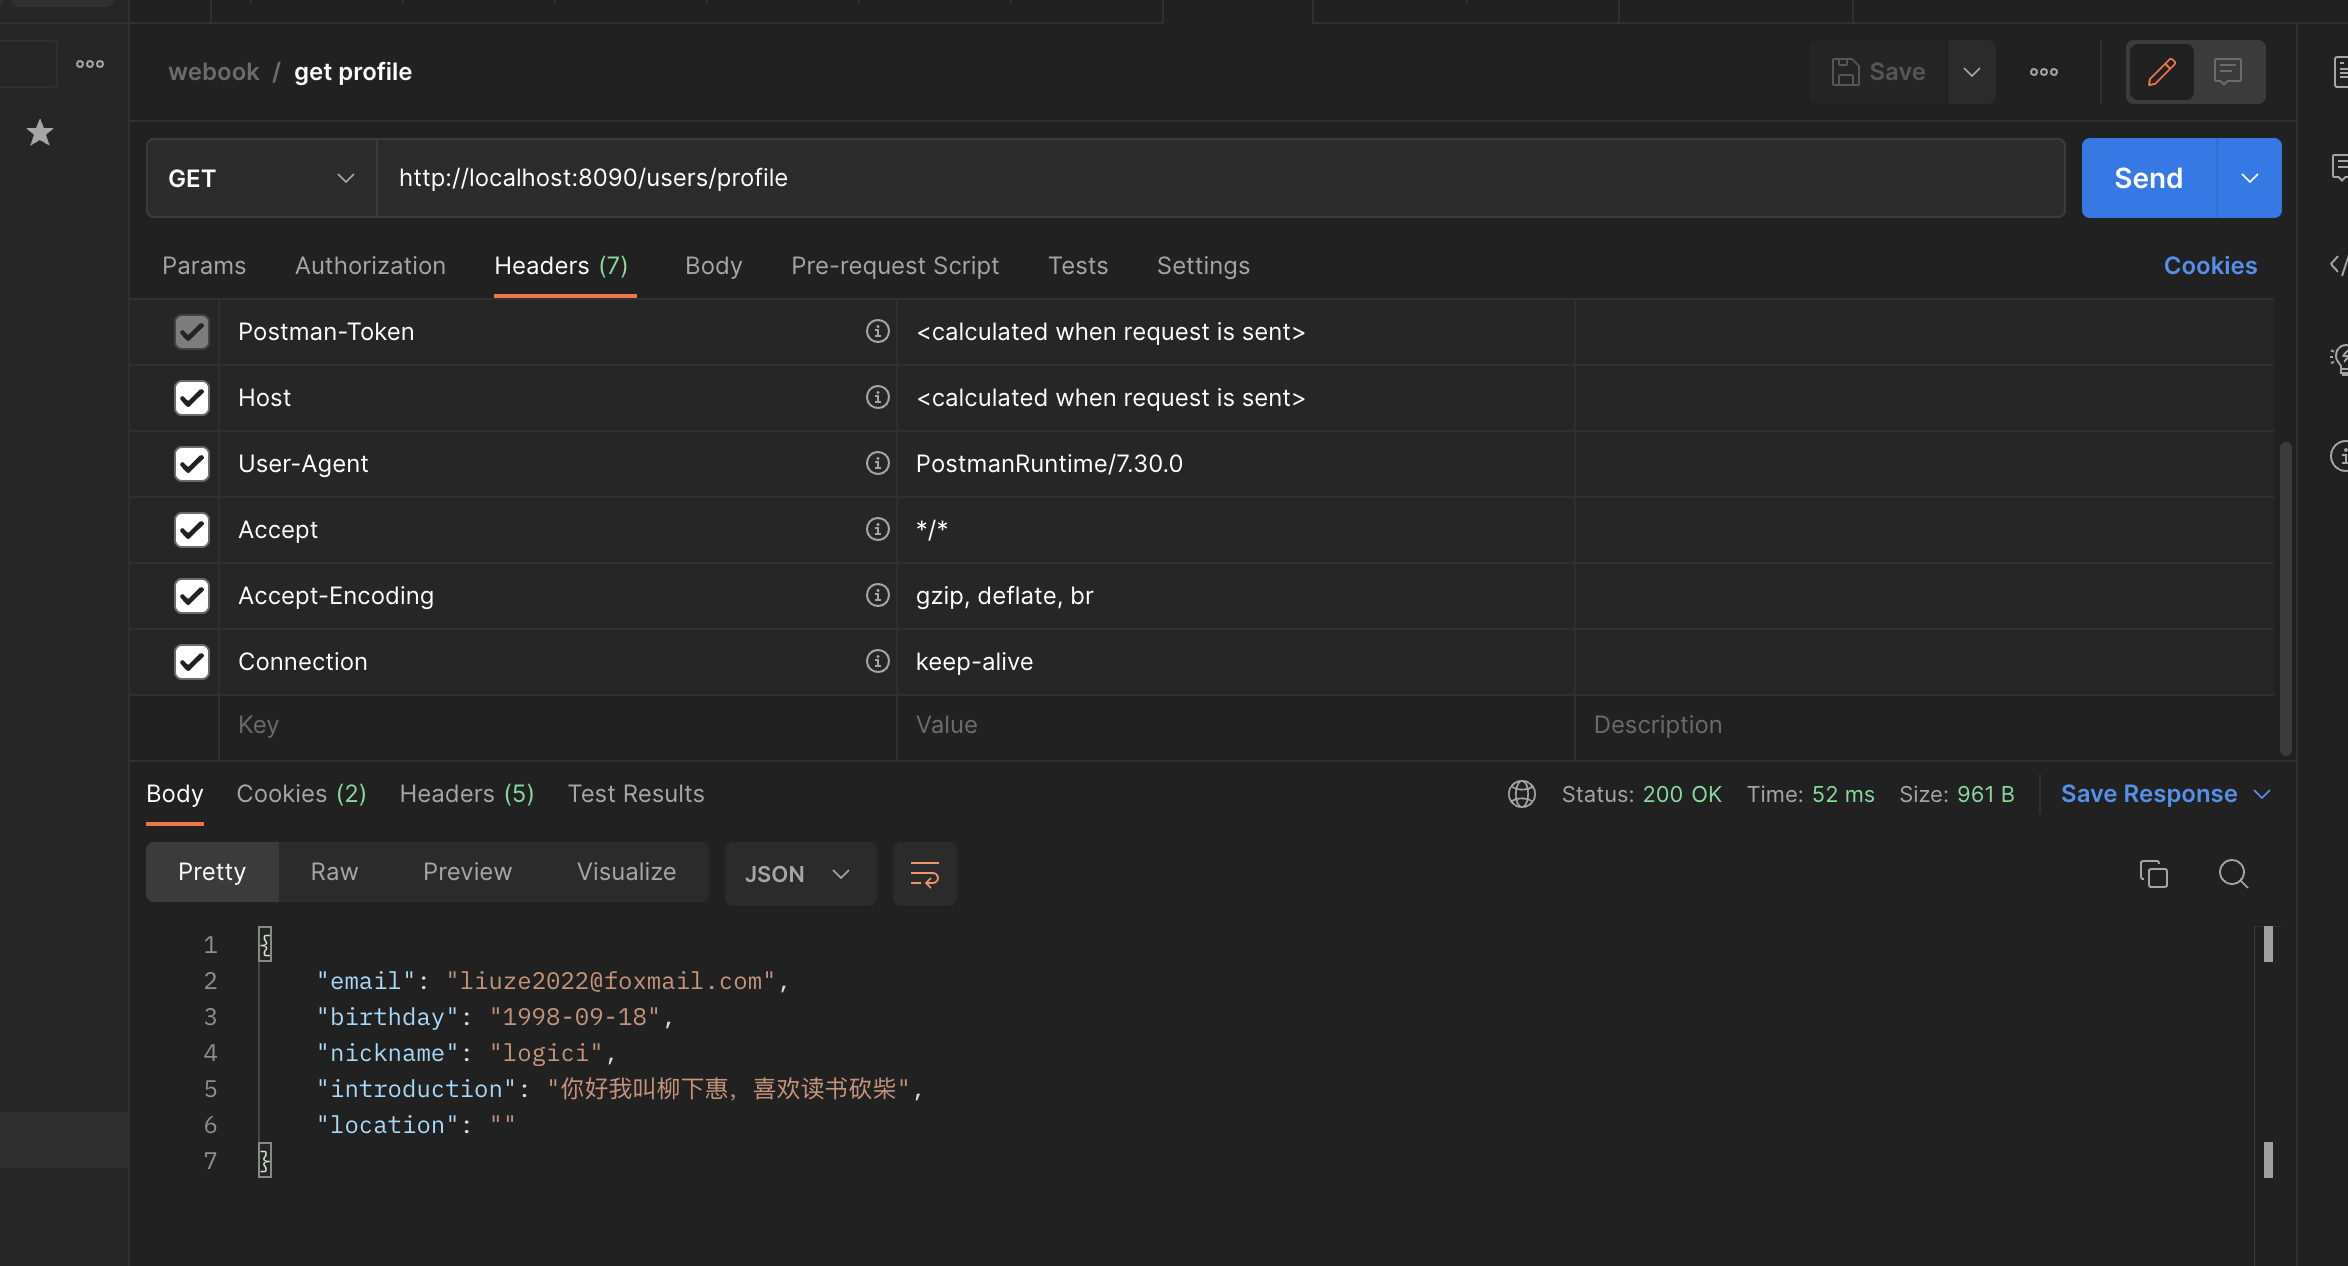 webook / get profile
Save
GET
http://localhost:8090/users/profile
Send
Params Authorization Headers (7) Body Pre-request Script Tests Settings Cookies
Postman-Token <calculated when request is sent>
Host <calculated when request is sent>
User-Agent PostmanRuntime/7.30.0
Accept */*
Accept-Encoding gzip, deflate, br
Connection keep-alive
Key Value Description
Body Cookies (2) Headers (5) Test Results Status: 200 OK Time: 52 ms Size: 961 B Save Response
Pretty Raw Preview Visualize JSON
1 {
2 "email": "liuze2022@foxmail.com",
3 "birthday": "1998-09-18",
4 "nickname": "logici",
5 "introduction": "你好我叫柳下惠，喜欢读书砍柴",
6 "location": ""
7 }